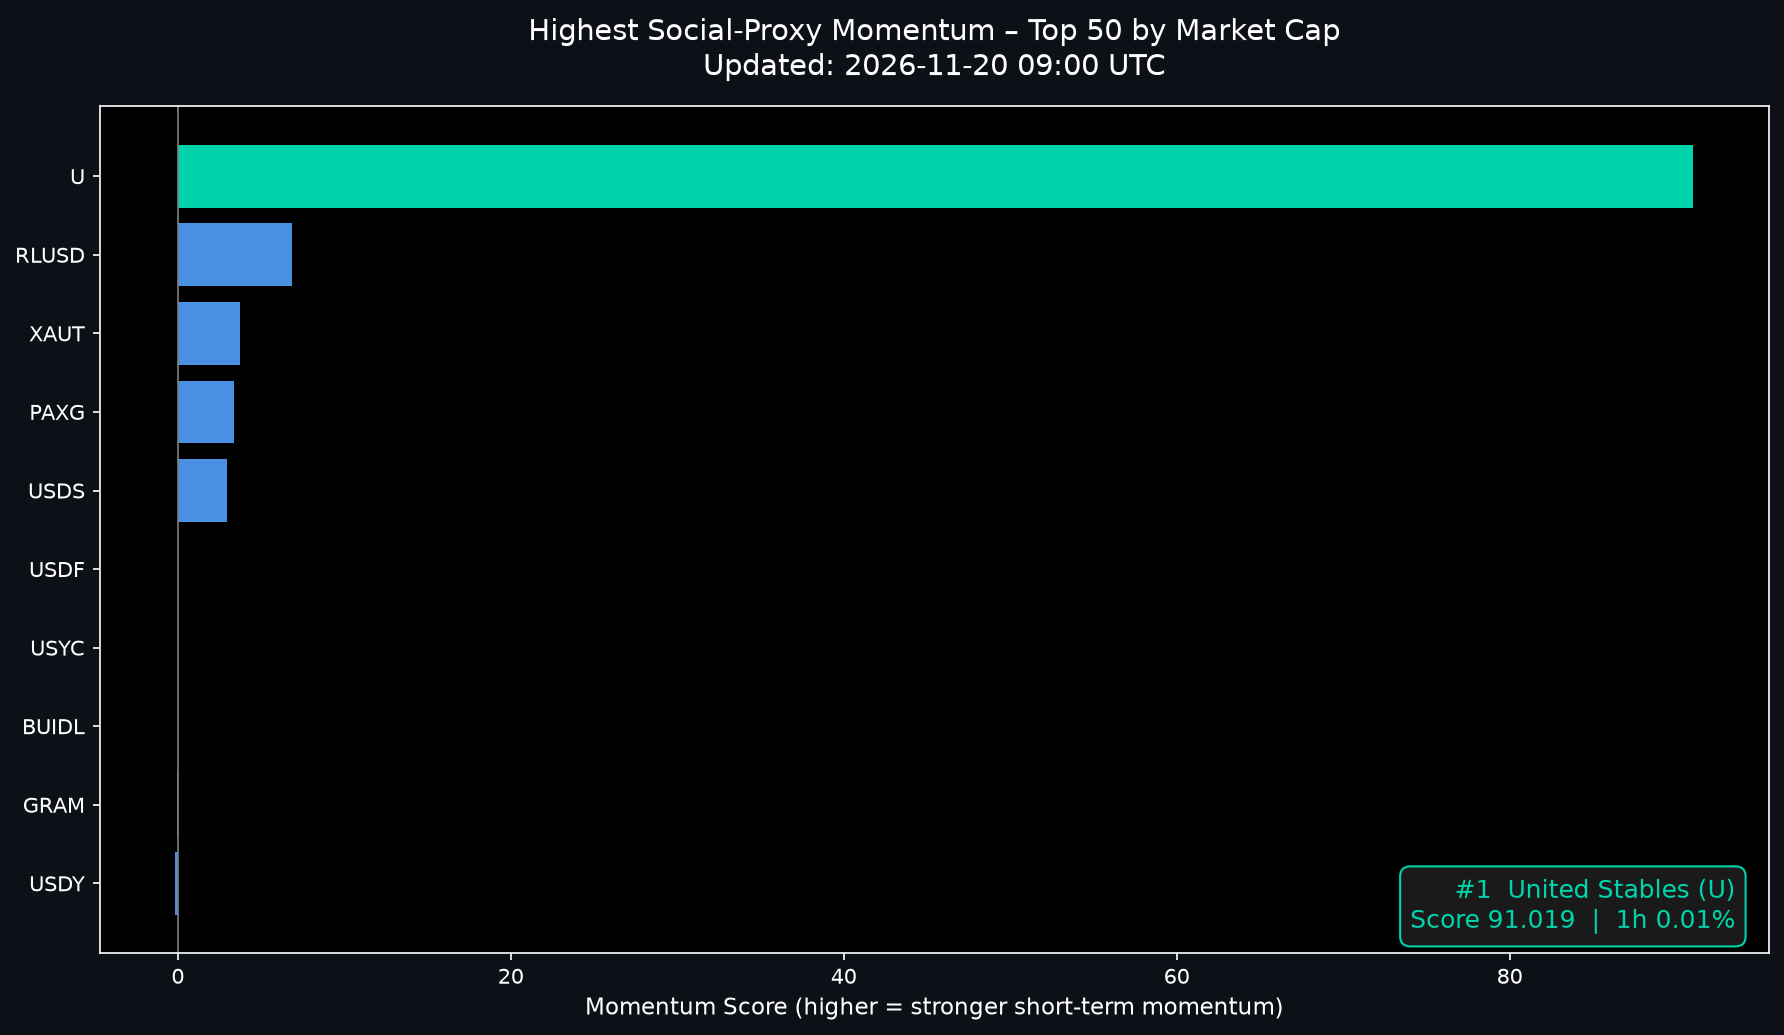 Highest Social-Proxy Momentum – Top 50 by Market Cap
Updated: 2026-11-20 09:00 UTC
U
RLUSD
XAUT
PAXG
USDS
USDF
USYC
BUIDL
GRAM
USDY
#1  United Stables (U)
Score 91.019  |  1h 0.01%
0 20 40 60 80
Momentum Score (higher = stronger short-term momentum)